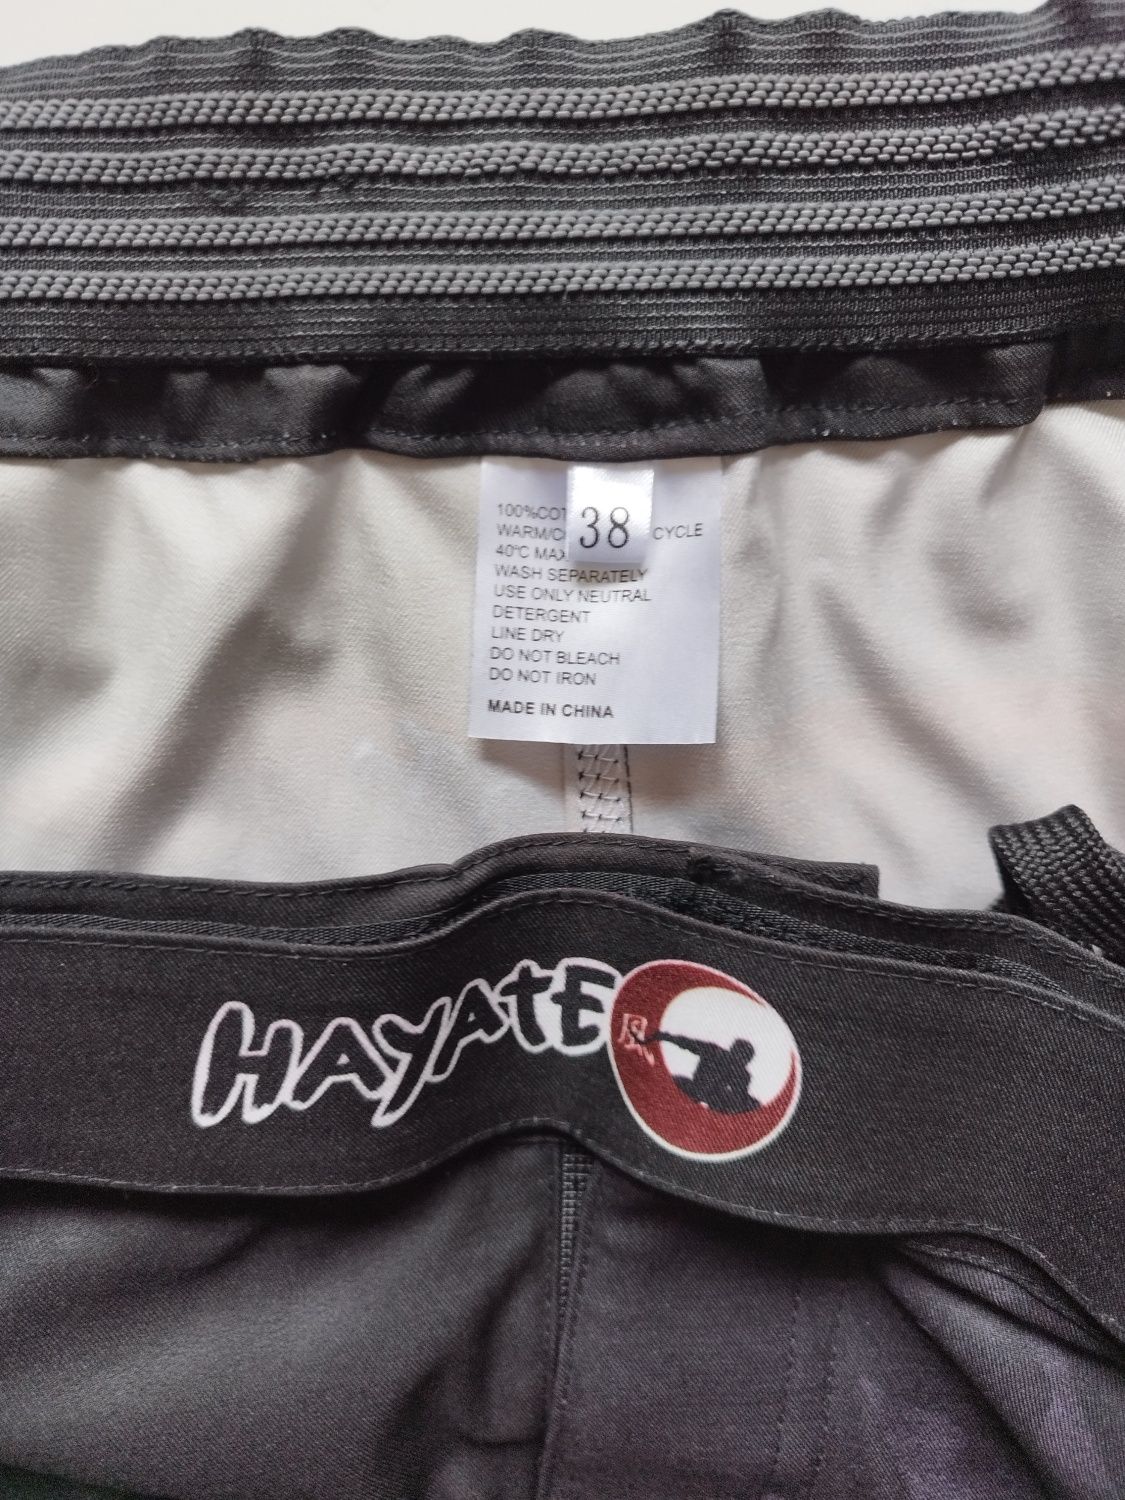 38
100%COT
WARM/C CYCLE
40°C MAX
WASH SEPARATELY
USE ONLY NEUTRAL
DETERGENT
LINE DRY
DO NOT BLEACH
DO NOT IRON
MADE IN CHINA
HAYAtE